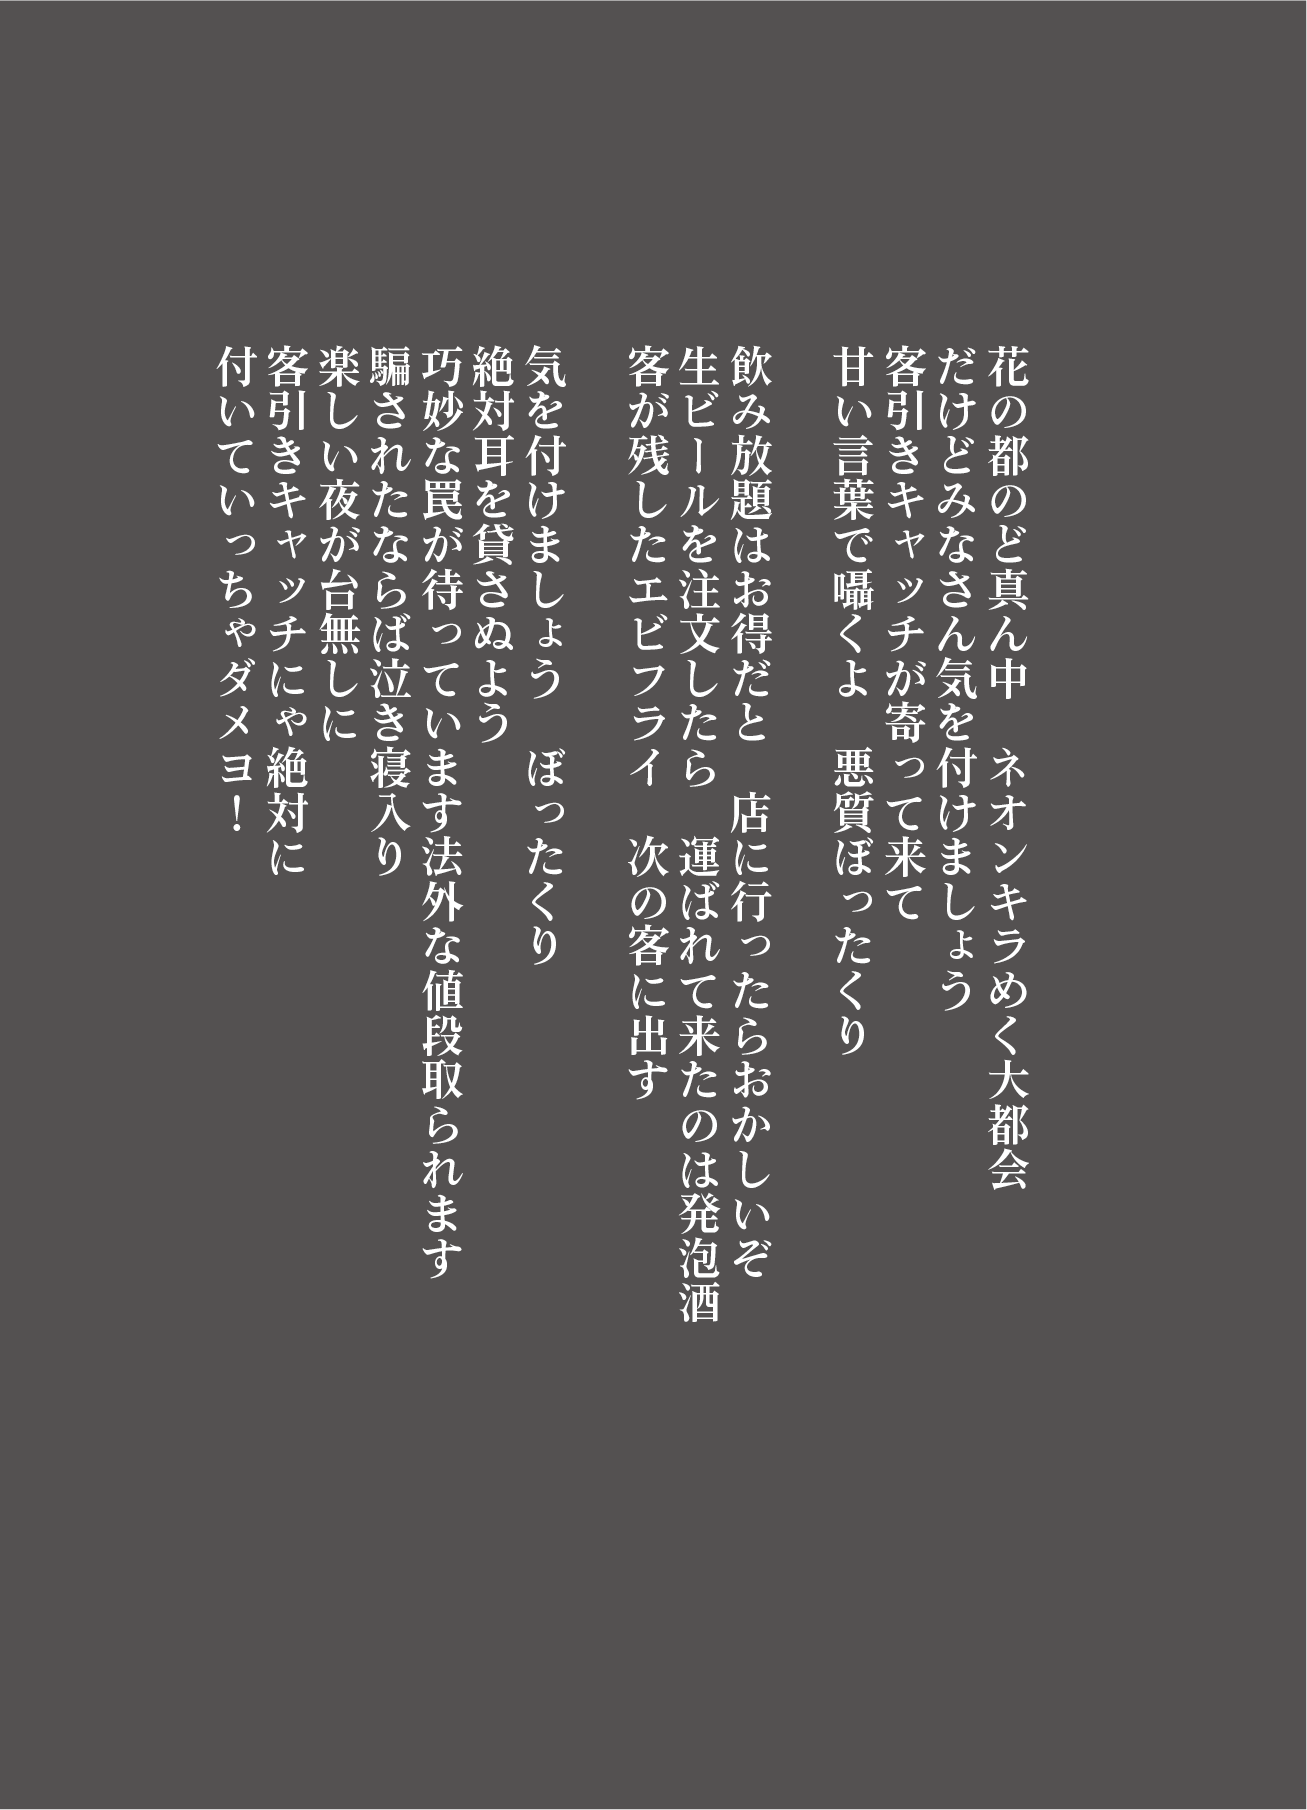 花の都のど真ん中　ネオンキラめく大都会
だけどみなさん気を付けましょう
客引きキャッチが寄って来て
甘い言葉で囁くよ　悪質ぼったくり
飲み放題はお得だと　店に行ったらおかしいぞ
生ビールを注文したら　運ばれて来たのは発泡酒
客が残したエビフライ　次の客に出す
気を付けましょう　ぼったくり
絶対耳を貸さぬよう
巧妙な罠が待っています法外な値段取られます
騙されたならば泣き寝入り
楽しい夜が台無しに
客引きキャッチにゃ絶対に
付いていっちゃダメヨ！